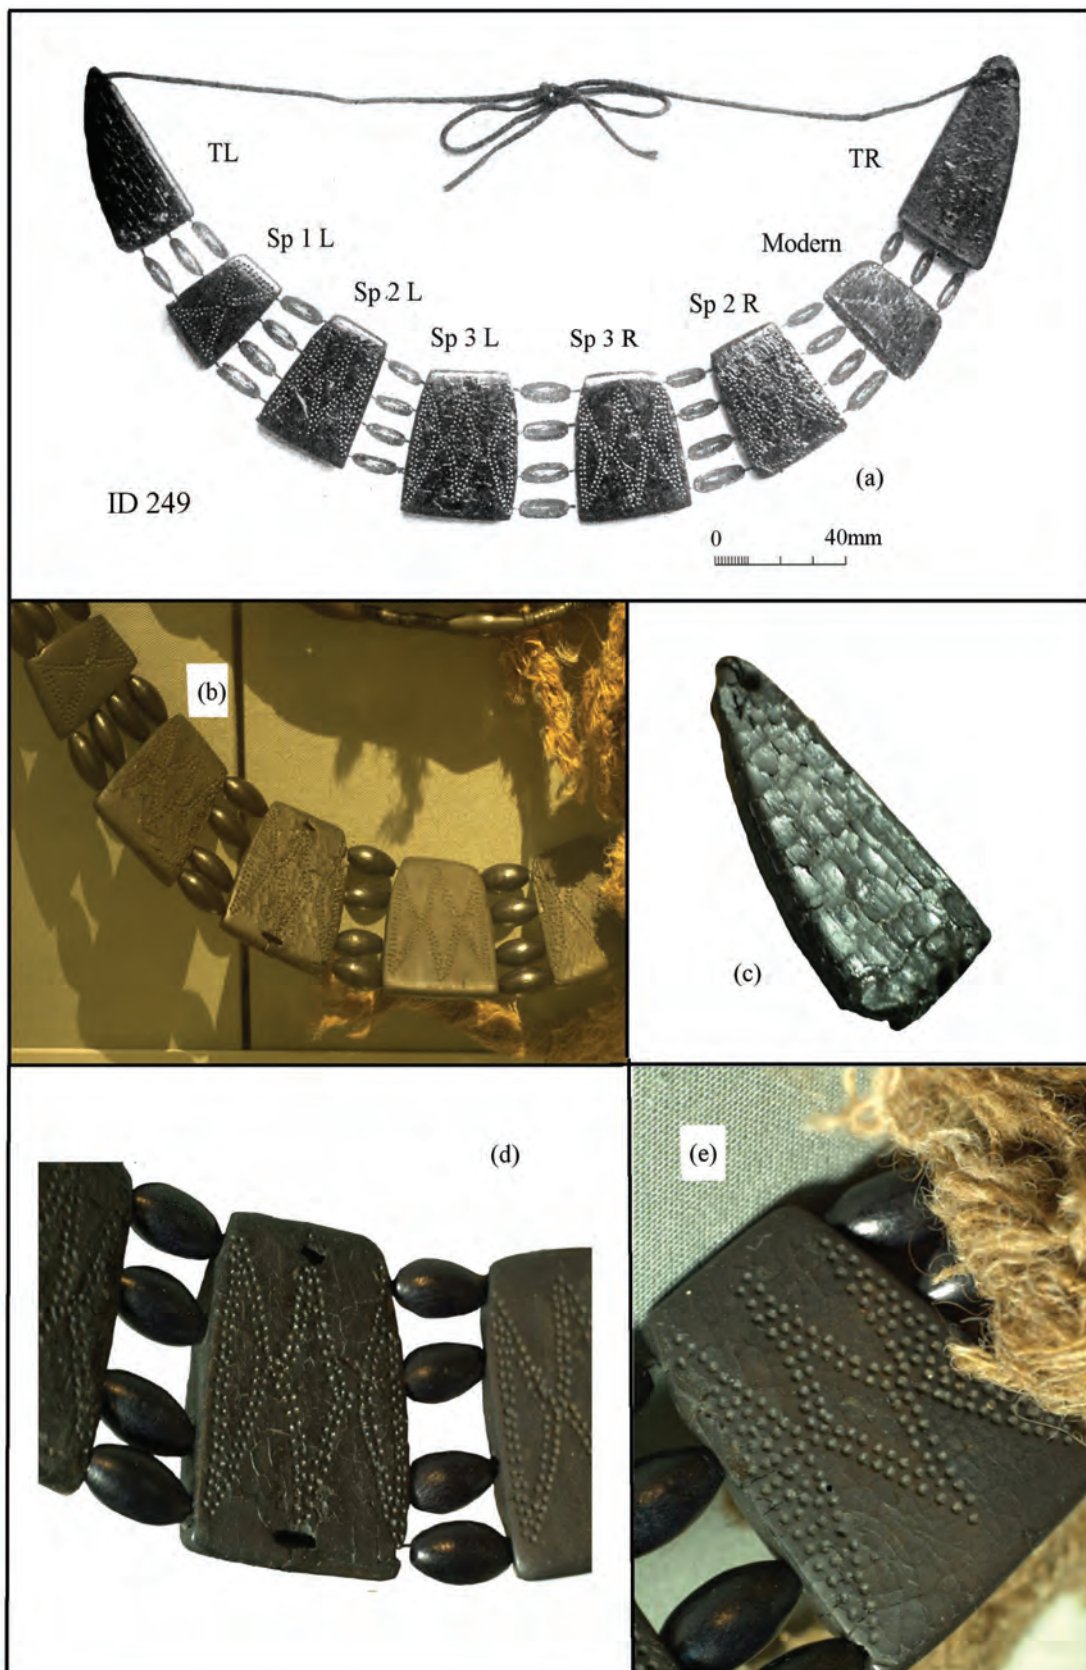 TL
TR
Sp 1 L
Modern
Sp 2 L
Sp 2 R
Sp 3 L
Sp 3 R
(a)
ID 249
0 40mm
(b)
(c)
(d)
(e)